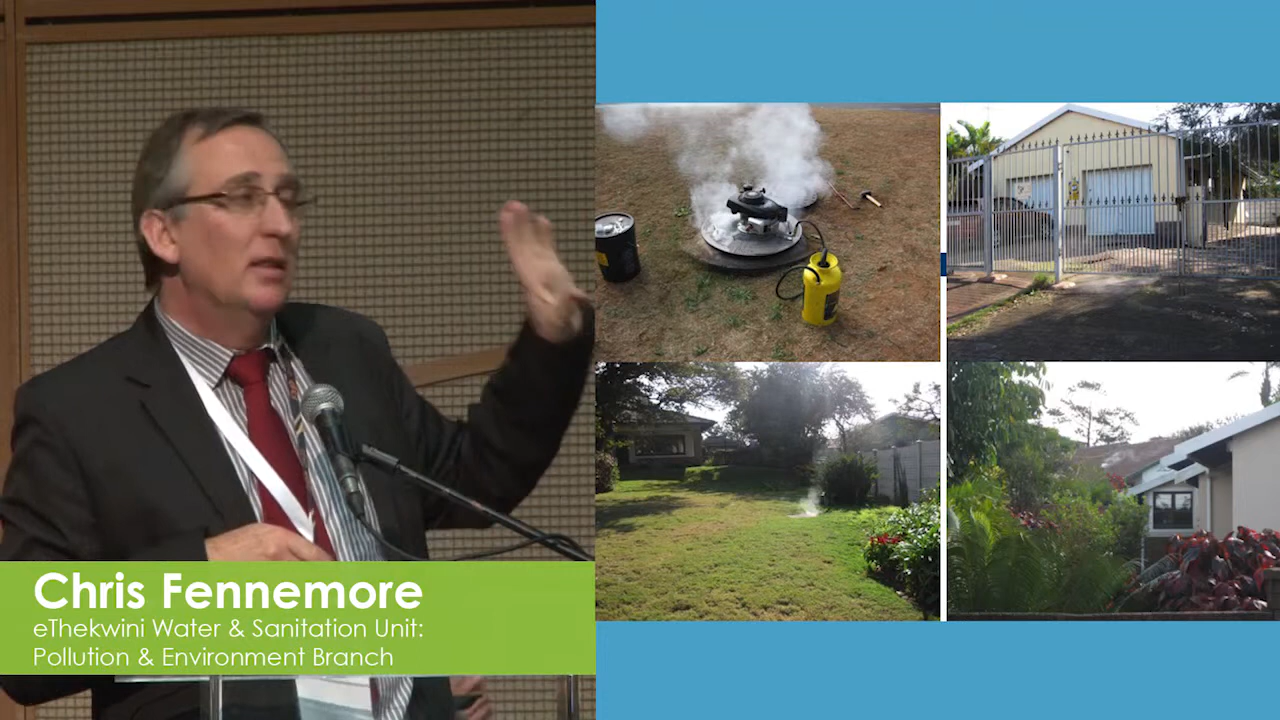 Chris Fennemore
eThekwini Water & Sanitation Unit:
Pollution & Environment Branch